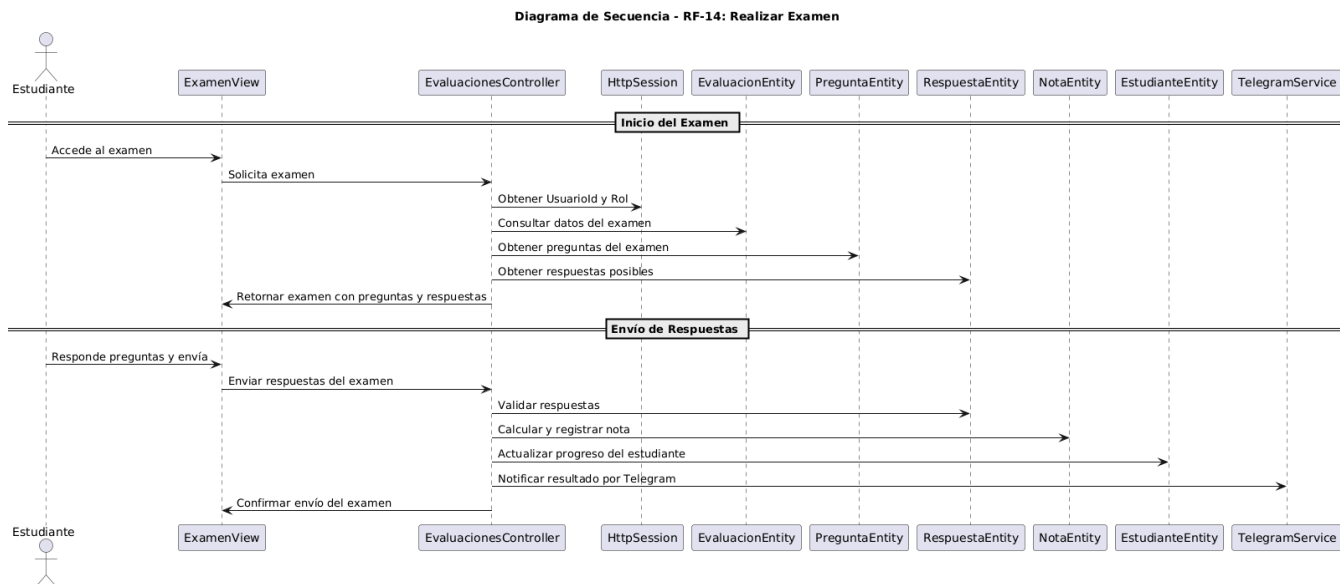 Diagrama de Secuencia - RF-14: Realizar Examen
Estudiante
ExamenView
EvaluacionesController
HttpSession
EvaluacionEntity
PreguntaEntity
RespuestaEntity
NotaEntity
EstudianteEntity
TelegramService
Inicio del Examen
Accede al examen
Solicita examen
Obtener UsuarioId y Rol
Consultar datos del examen
Obtener preguntas del examen
Obtener respuestas posibles
Retornar examen con preguntas y respuestas
Envío de Respuestas
Responde preguntas y envía
Enviar respuestas del examen
Validar respuestas
Calcular y registrar nota
Actualizar progreso del estudiante
Notificar resultado por Telegram
Confirmar envío del examen
Estudiante
ExamenView
EvaluacionesController
HttpSession
EvaluacionEntity
PreguntaEntity
RespuestaEntity
NotaEntity
EstudianteEntity
TelegramService